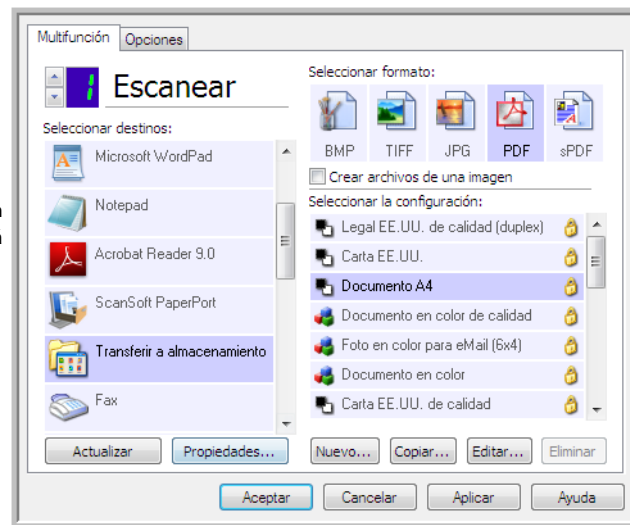 Multifunción Opciones
1 Escanear
Seleccionar destinos:
Microsoft WordPad
Notepad
Acrobat Reader 9.0
ScanSoft PaperPort
Transferir a almacenamiento
Fax
Actualizar Propiedades...
Seleccionar formato:
BMP TIFF JPG PDF sPDF
Crear archivos de una imagen
Seleccionar la configuración:
Legal EE.UU. de calidad (duplex)
Carta EE.UU.
Documento A4
Documento en color de calidad
Foto en color para eMail (6x4)
Documento en color
Carta EE.UU. de calidad
Nuevo... Copiar... Editar... Eliminar
Aceptar Cancelar Aplicar Ayuda